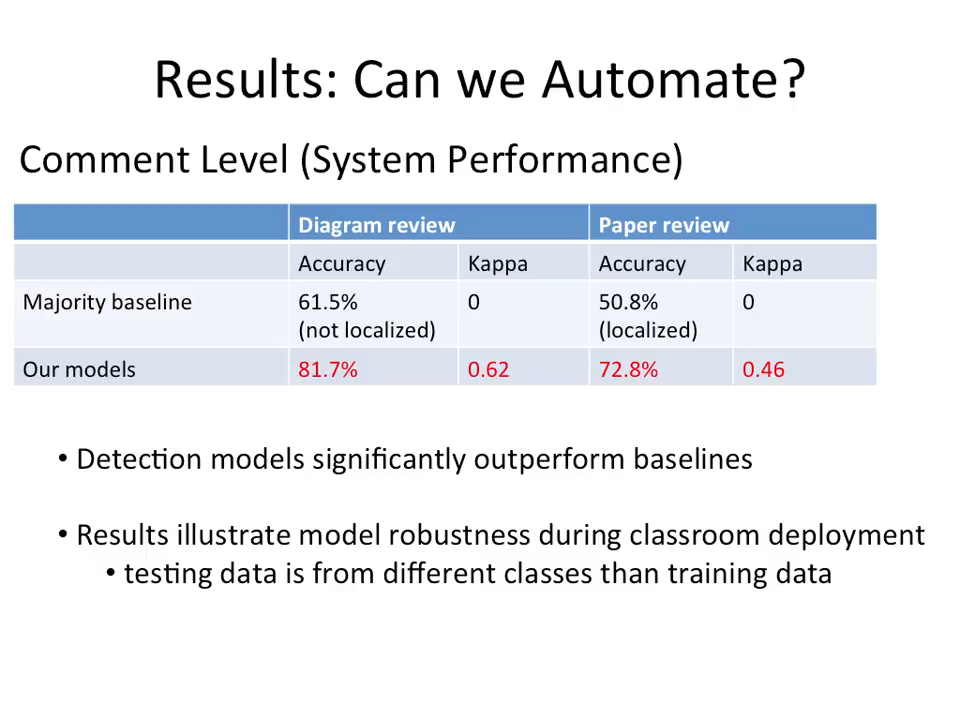 Results: Can we Automate?
Comment Level (System Performance)
Diagram review Paper review
Accuracy Kappa Accuracy Kappa
Majority baseline 61.5% 0 50.8% 0
(not localized) (localized)
Our models 81.7% 0.62 72.8% 0.46
• Detection models significantly outperform baselines
• Results illustrate model robustness during classroom deployment
• testing data is from different classes than training data